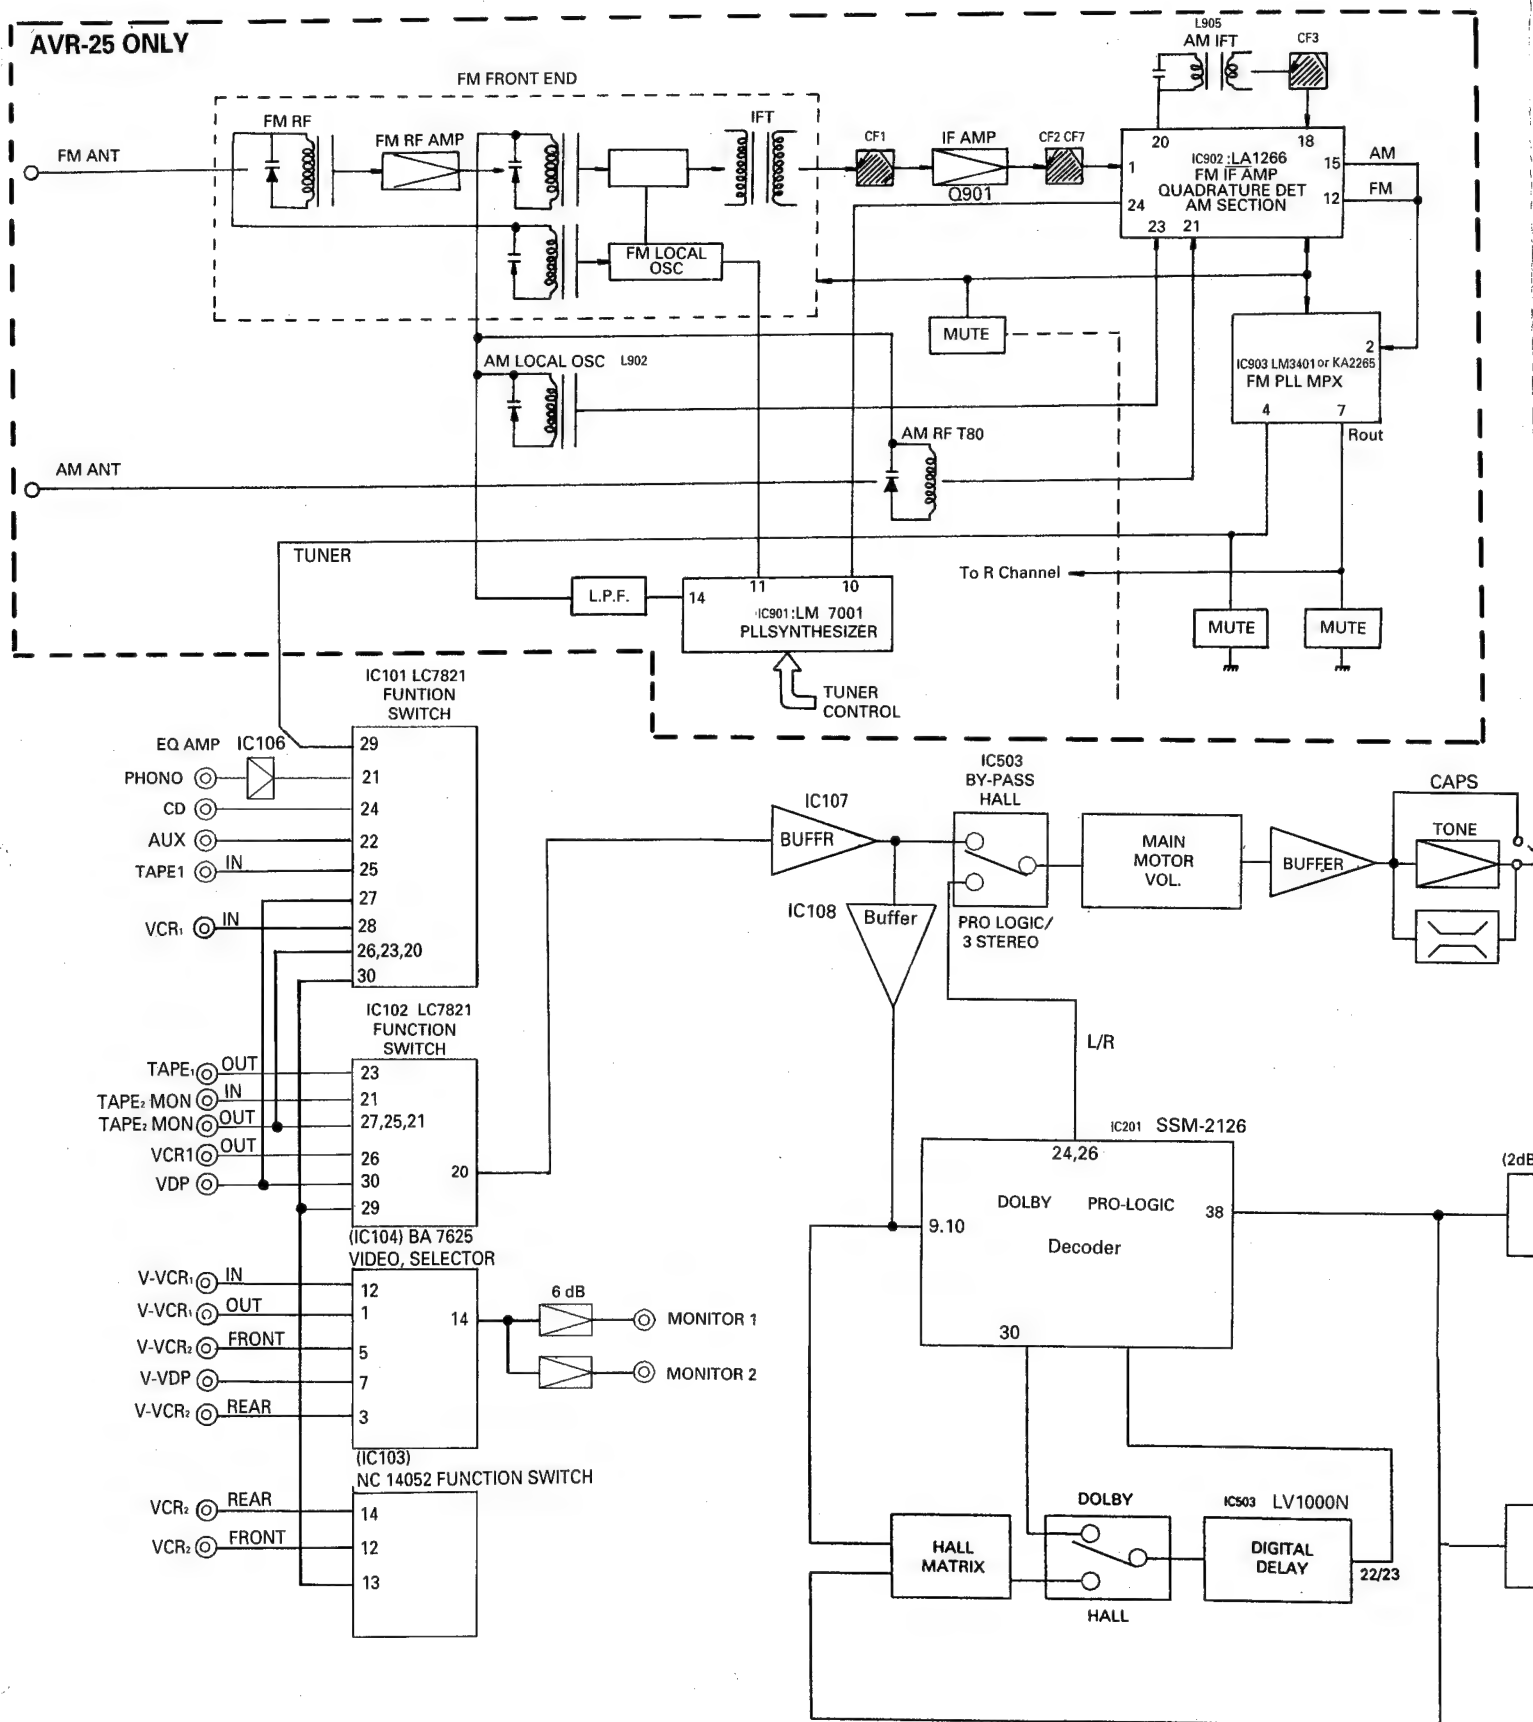 AVR-25 ONLY
L905
AM IFT
CF3
FM FRONT END
FM RF
FM RF AMP
IFT
CF1
IF AMP
CF2 CF7
Q901
FM ANT
20
18
1
IC902 :LA1266
FM IF AMP
QUADRATURE DET
AM SECTION
15
AM
12
FM
24
23
21
FM LOCAL
OSC
MUTE
2
IC903 LM3401 or KA2265
FM PLL MPX
4
7
Rout
AM LOCAL OSC
L902
AM RF T80
AM ANT
TUNER
To R Channel
L.P.F.
14
11
10
IC901 :LM 7001
PLLSYNTHESIZER
MUTE
MUTE
TUNER
CONTROL
IC101 LC7821
FUNTION
SWITCH
EQ AMP
IC106
29
PHONO
21
CD
24
AUX
22
TAPE1
IN
25
27
VCR1
IN
28
26,23,20
30
IC107
BUFFR
IC503
BY-PASS
HALL
PRO LOGIC/
3 STEREO
MAIN
MOTOR
VOL.
BUFFER
CAPS
TONE
IC108
Buffer
L/R
IC102 LC7821
FUNCTION
SWITCH
TAPE1
OUT
23
TAPE2 MON
IN
21
TAPE2 MON
OUT
27,25,21
VCR1
OUT
26
VDP
30
20
29
IC201 SSM-2126
24,26
DOLBY PRO-LOGIC
Decoder
9.10
38
30
(2dB
(IC104) BA 7625
VIDEO, SELECTOR
V-VCR1
IN
12
V-VCR1
OUT
1
V-VCR2
FRONT
5
V-VDP
7
V-VCR2
REAR
3
14
6 dB
MONITOR 1
MONITOR 2
(IC103)
NC 14052 FUNCTION SWITCH
VCR2
REAR
14
VCR2
FRONT
12
13
HALL
MATRIX
DOLBY
HALL
IC503 LV1000N
DIGITAL
DELAY
22/23